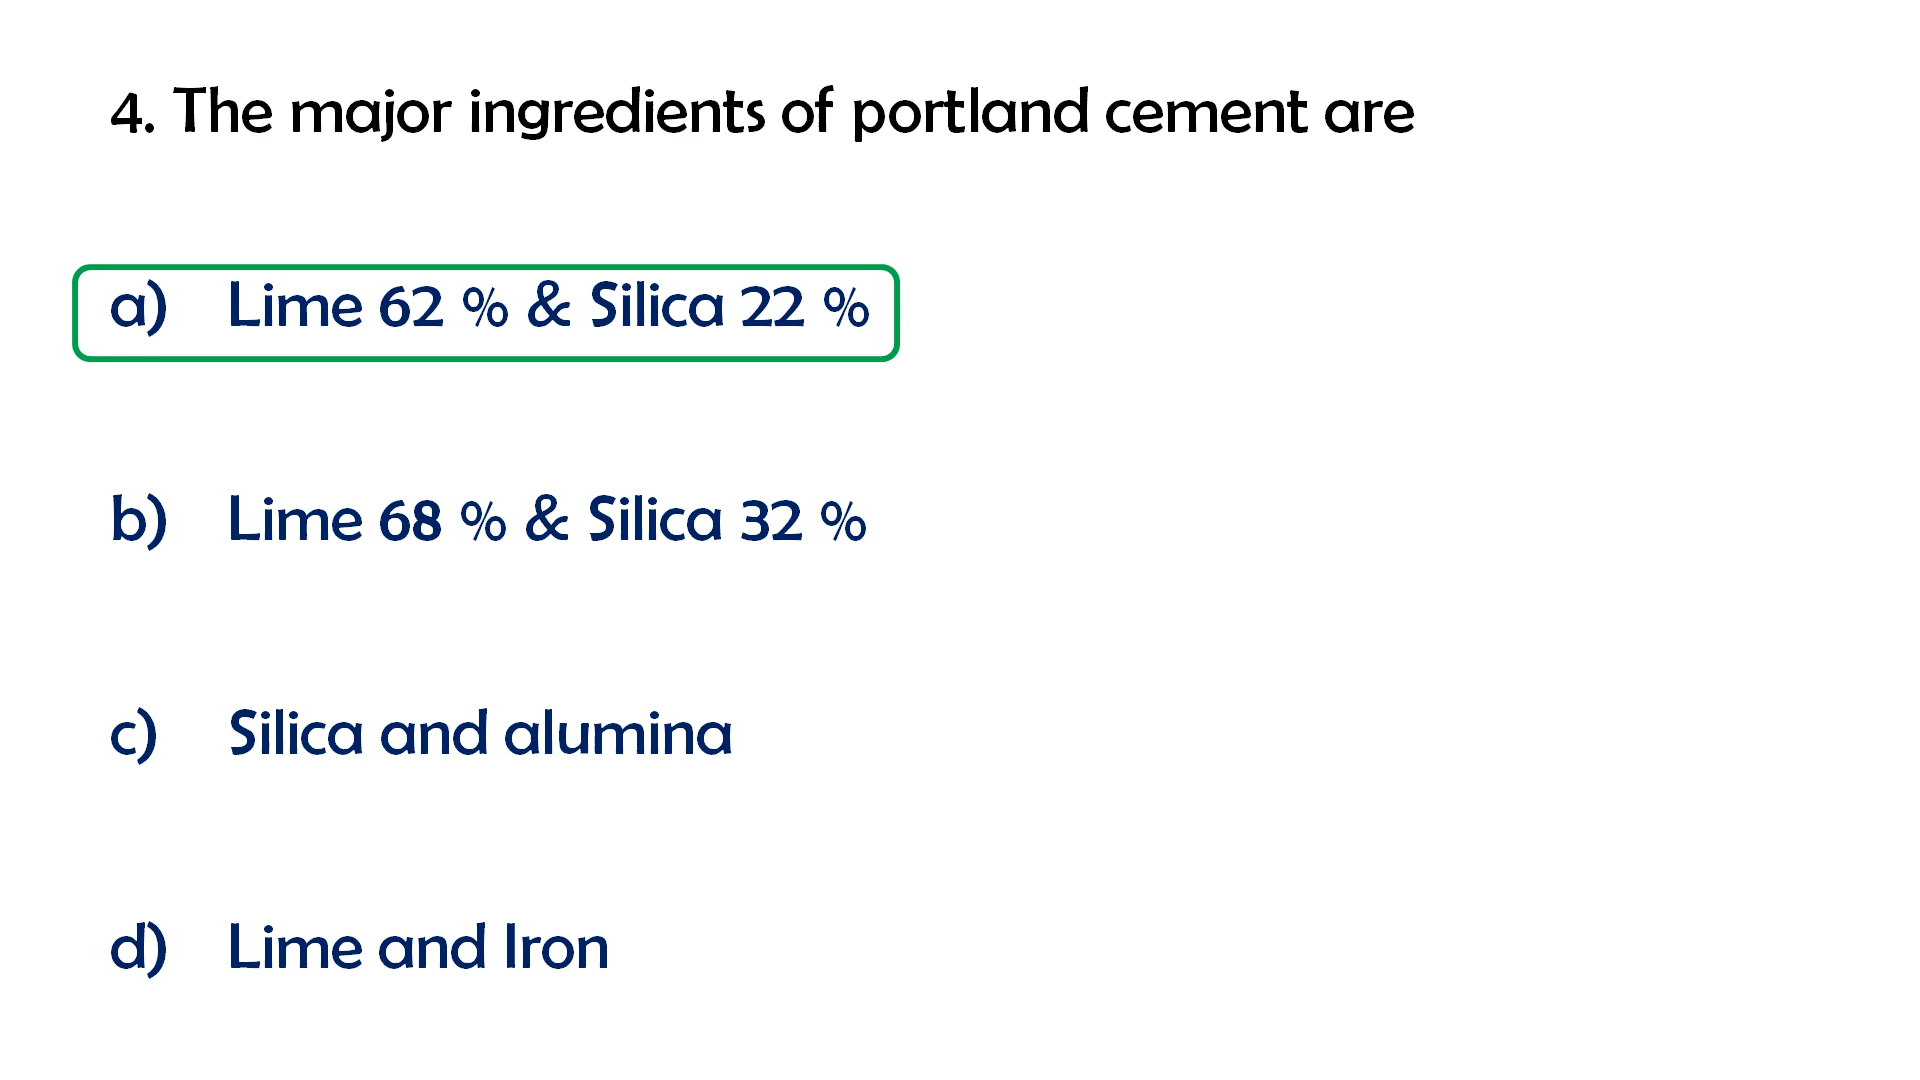 4. The major ingredients of portland cement are
a) Lime 62 % & Silica 22 %
b) Lime 68 % & Silica 32 %
c) Silica and alumina
d) Lime and Iron